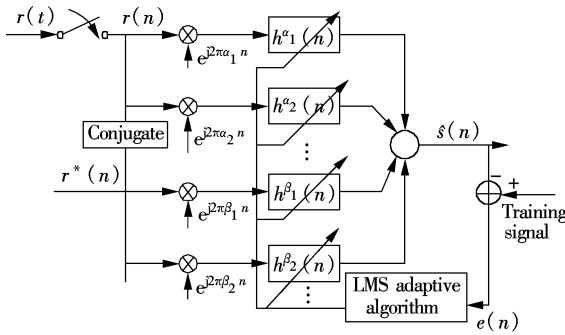 r(t)
r(n)
e^{j2πα_1 n}
h^{α_1}(n)
e^{j2πα_2 n}
h^{α_2}(n)
⋮
Conjugate
ŝ(n)
r*(n)
e^{j2πβ_1 n}
h^{β_1}(n)
− +
Training
signal
e^{j2πβ_2 n}
h^{β_2}(n)
⋮
LMS adaptive
algorithm
e(n)